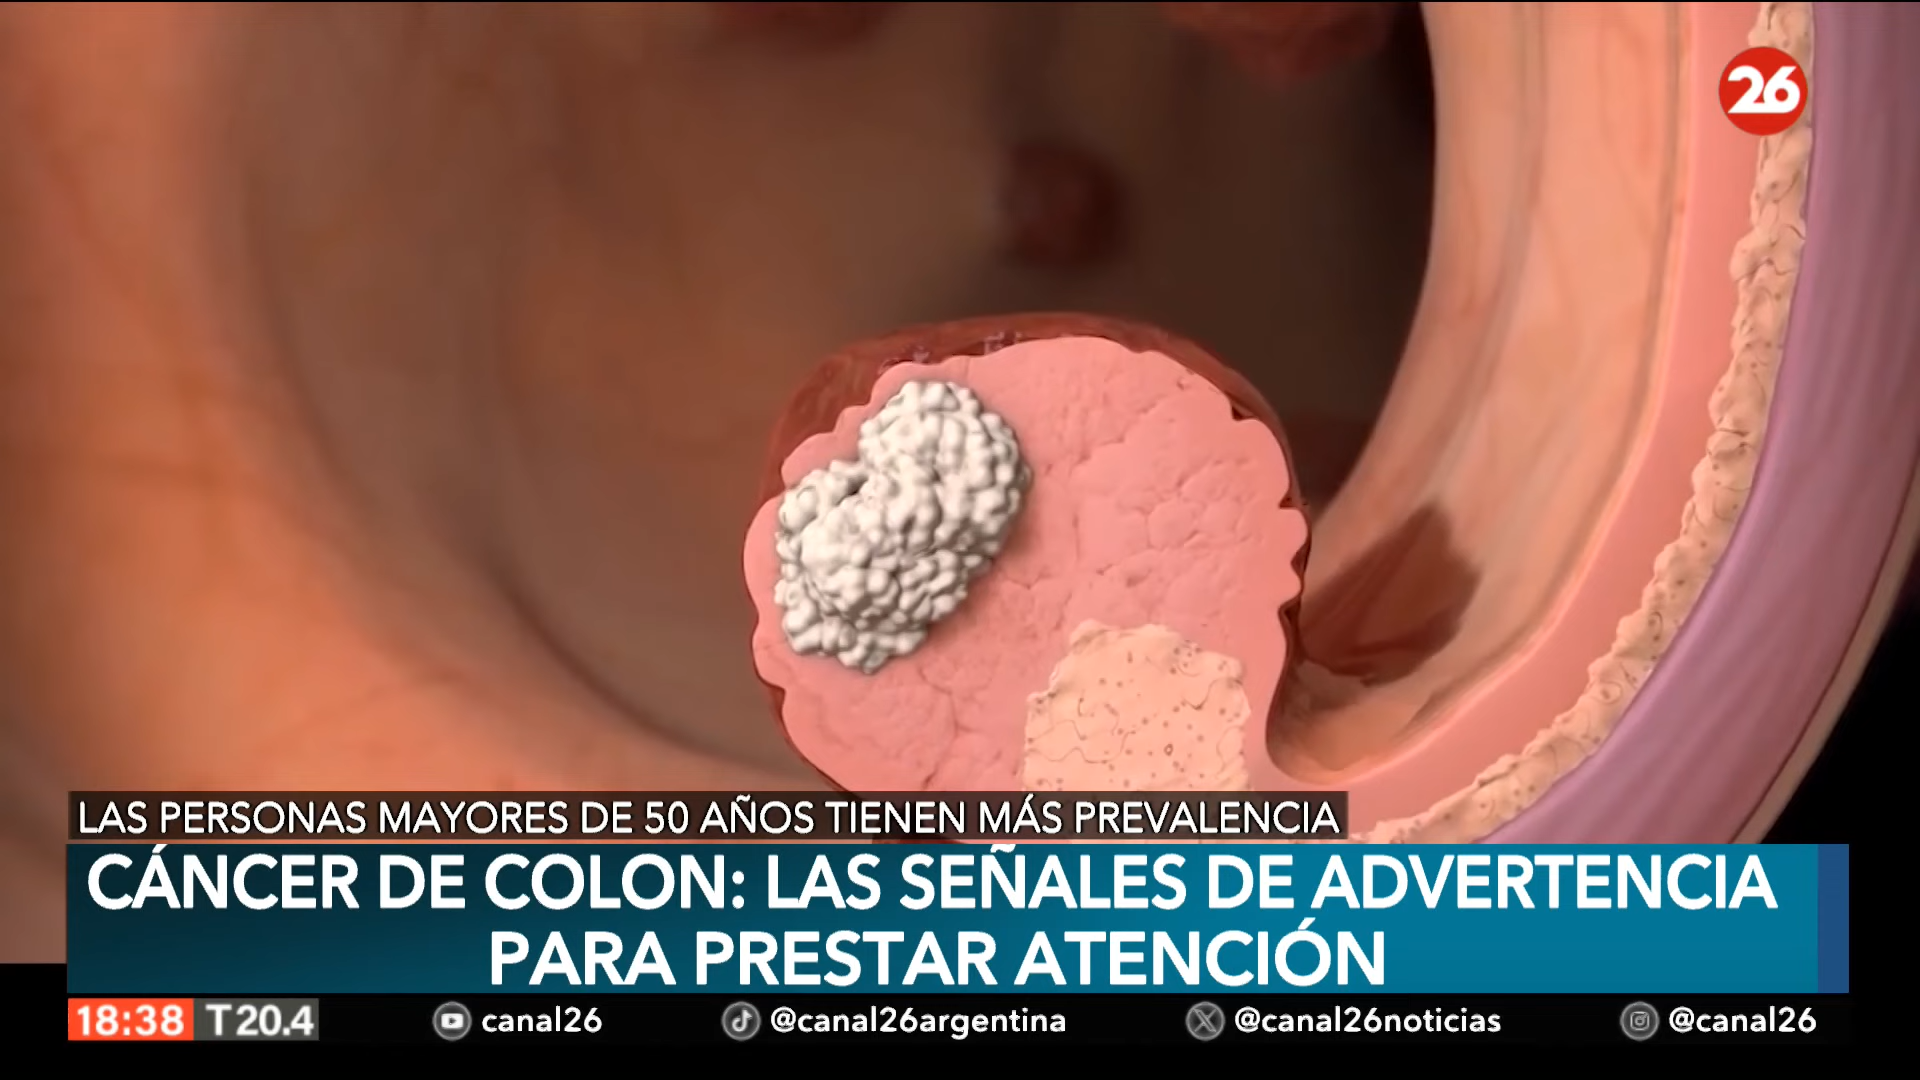 26
LAS PERSONAS MAYORES DE 50 AÑOS TIENEN MÁS PREVALENCIA
CÁNCER DE COLON: LAS SEÑALES DE ADVERTENCIA
PARA PRESTAR ATENCIÓN
18:38 T20.4 canal26 @canal26argentina @canal26noticias @canal26